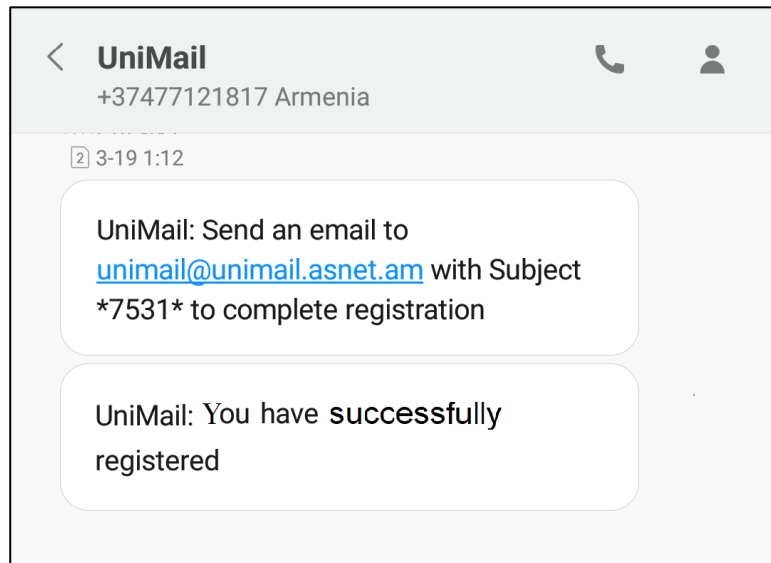 UniMail
+37477121817 Armenia
2 3-19 1:12
UniMail: Send an email to
unimail@unimail.asnet.am with Subject
*7531* to complete registration
UniMail: You have successfully
registered